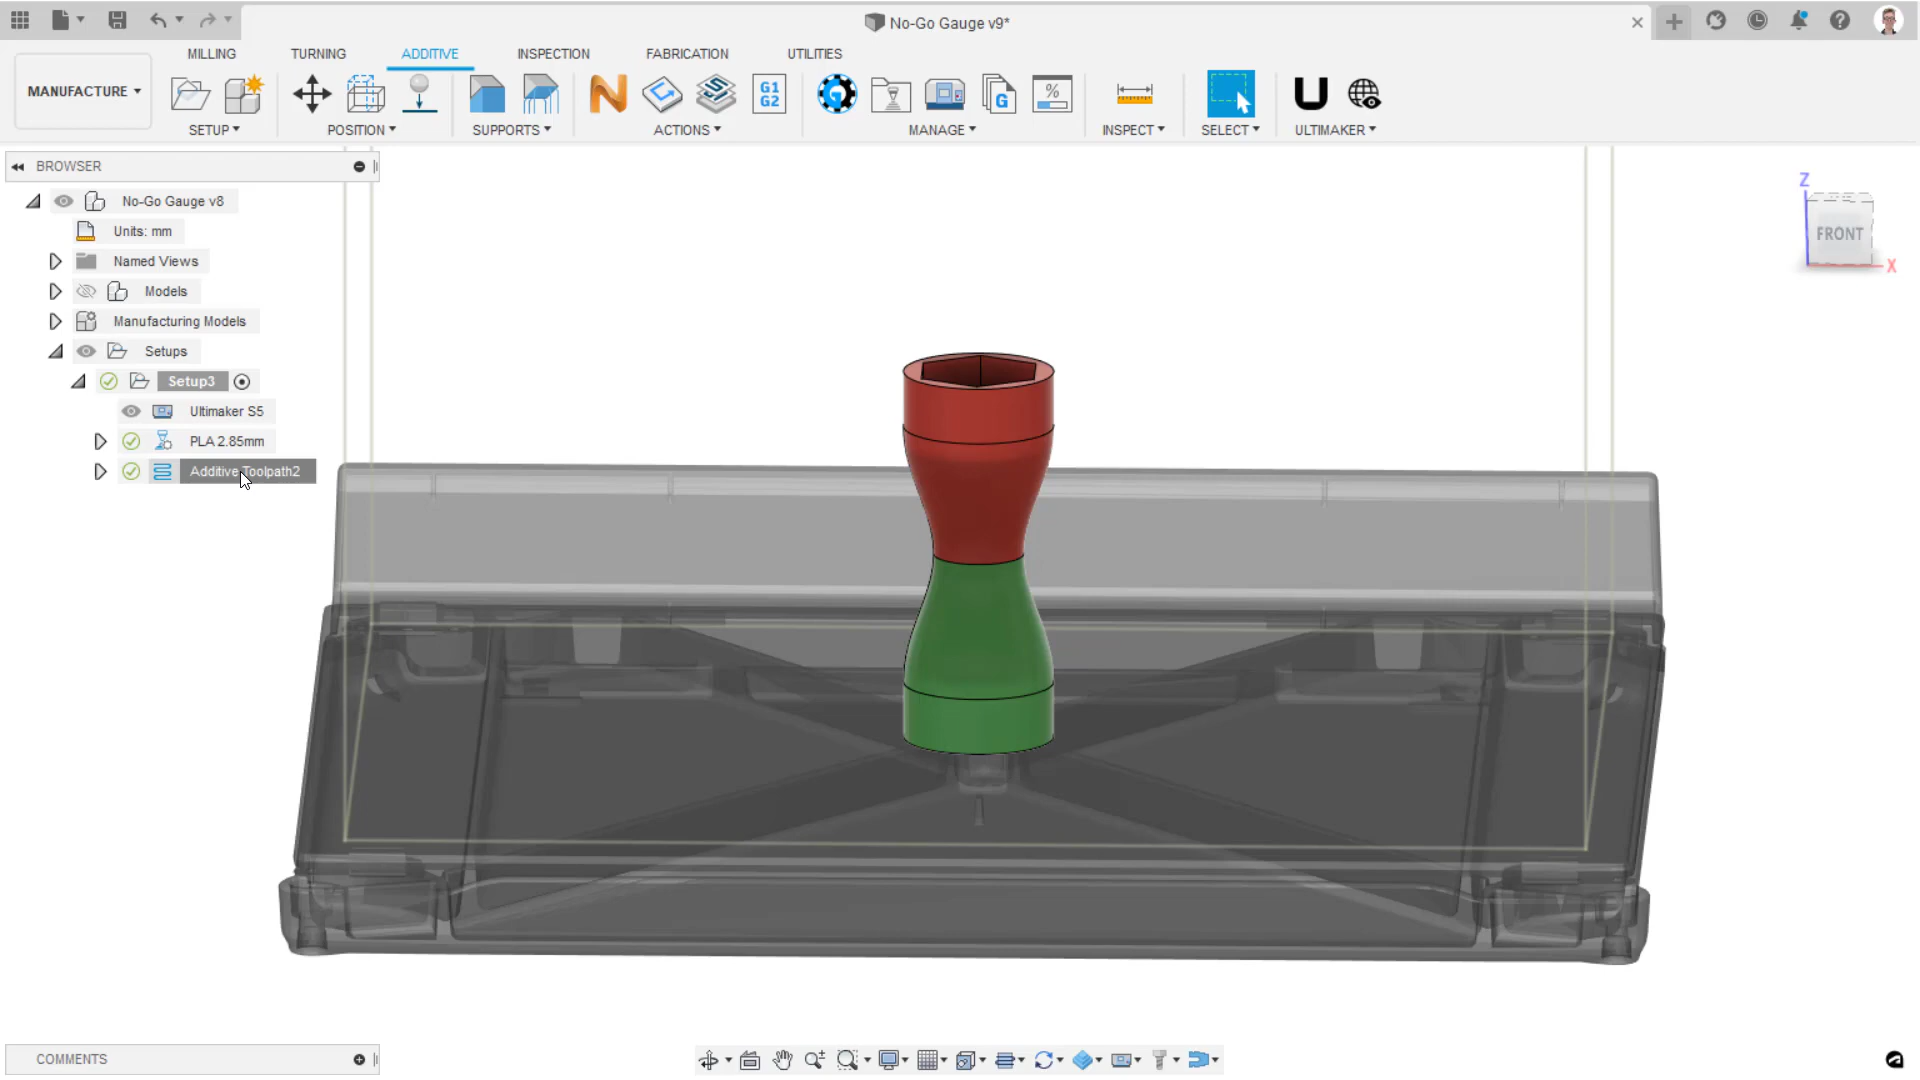 No-Go Gauge v9*
MILLING TURNING ADDITIVE INSPECTION FABRICATION UTILITIES
MANUFACTURE
G1
G2
G
%
SETUP POSITION SUPPORTS ACTIONS MANAGE INSPECT SELECT ULTIMAKER
BROWSER
No-Go Gauge v8
Units: mm
Named Views
Models
Manufacturing Models
Setups
Setup3
Ultimaker S5
PLA 2.85mm
Additive Toolpath2
Z
FRONT
X
COMMENTS